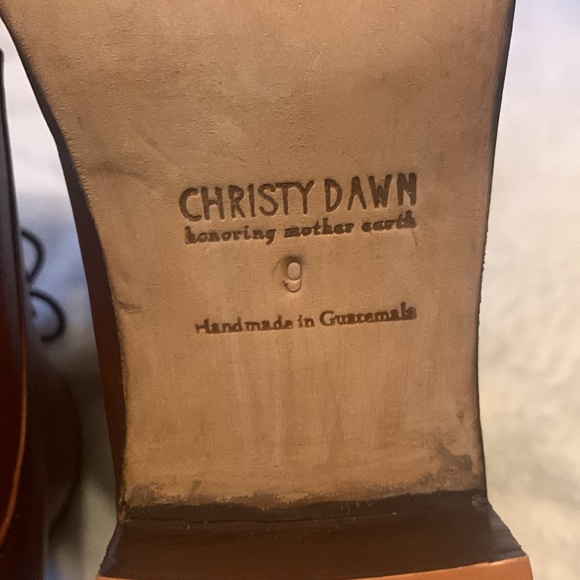 CHRISTY DAWN
honoring mother earth
9
Handmade in Guatemala